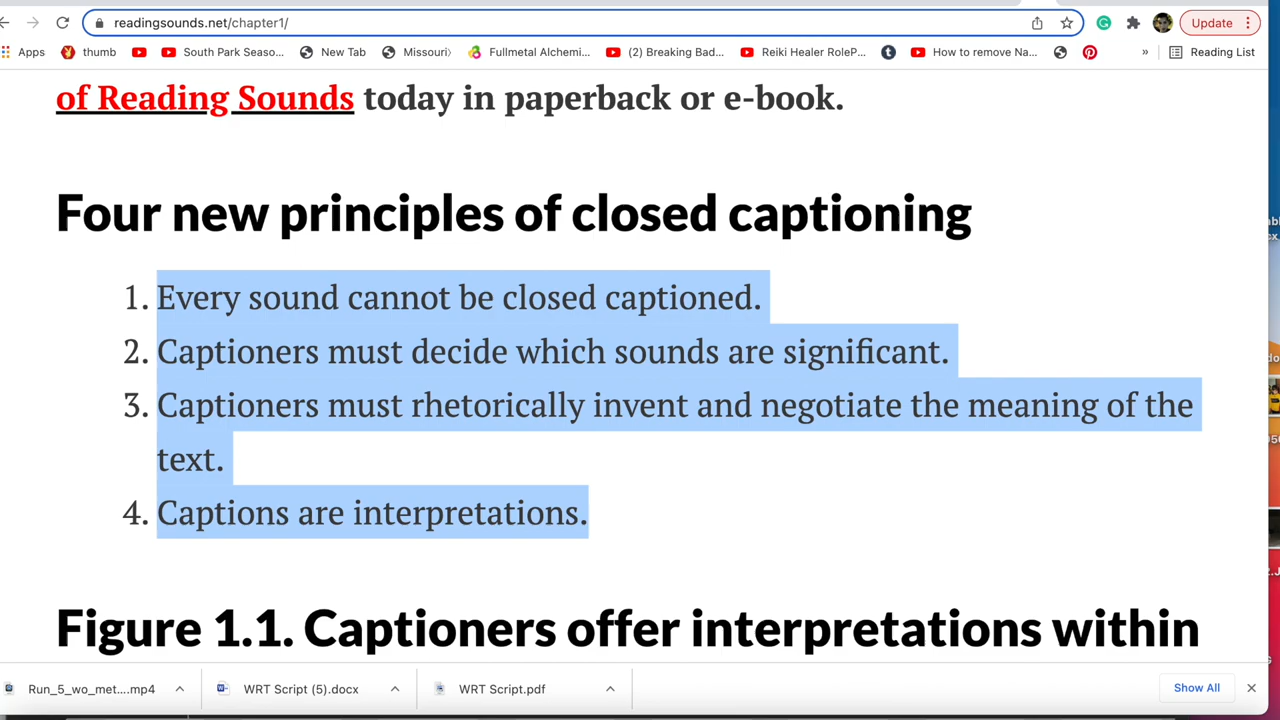 readingsounds.net/chapter1/
Update
Apps thumb South Park Seaso... New Tab Missouri Fullmetal Alchemi... (2) Breaking Bad... Reiki Healer RoleP... How to remove Na... » Reading List
of Reading Sounds today in paperback or e-book.
Four new principles of closed captioning
1. Every sound cannot be closed captioned.
2. Captioners must decide which sounds are significant.
3. Captioners must rhetorically invent and negotiate the meaning of the
text.
4. Captions are interpretations.
Figure 1.1. Captioners offer interpretations within
Run_5_wo_met....mp4 WRT Script (5).docx WRT Script.pdf Show All